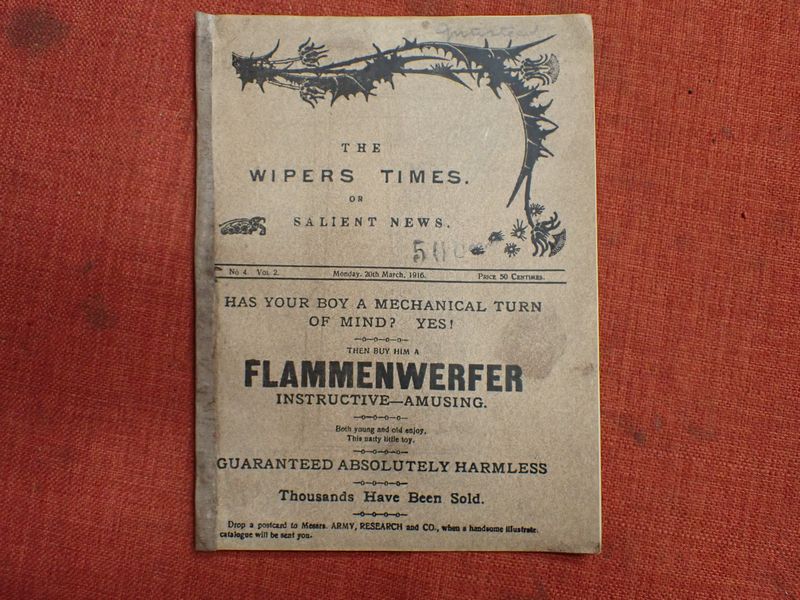 THE
WIPERS TIMES.
OR
SALIENT NEWS.
No 4. Vol 2. Monday, 20th March, 1916. PRICE 50 CENTIMES.
HAS YOUR BOY A MECHANICAL TURN
OF MIND? YES!
THEN BUY HIM A
FLAMMENWERFER
INSTRUCTIVE—AMUSING.
Both young and old enjoy,
This natty little toy.
GUARANTEED ABSOLUTELY HARMLESS
Thousands Have Been Sold.
Drop a postcard to Messrs. ARMY, RESEARCH and CO., when a handsome illustrate.
catalogue will be sent you.